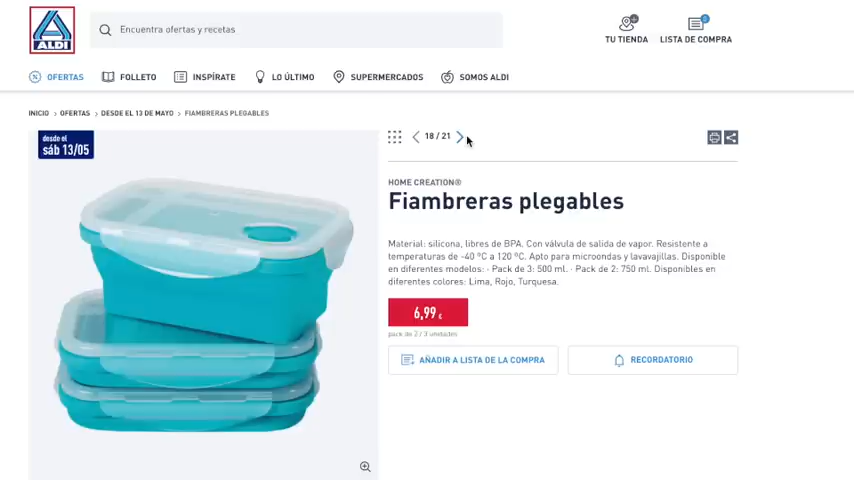 ALDI
Encuentra ofertas y recetas
TU TIENDA
0
LISTA DE COMPRA
OFERTAS
FOLLETO
INSPÍRATE
LO ÚLTIMO
SUPERMERCADOS
SOMOS ALDI
INICIO > OFERTAS > DESDE EL 13 DE MAYO > FIAMBRERAS PLEGABLES
desde el
sáb 13/05
18 / 21
HOME CREATION®
Fiambreras plegables
Material: silicona, libres de BPA. Con válvula de salida de vapor. Resistente a
temperaturas de -40 °C a 120 °C. Apto para microondas y lavavajillas. Disponible
en diferentes modelos: · Pack de 3: 500 ml. · Pack de 2: 750 ml. Disponibles en
diferentes colores: Lima, Rojo, Turquesa.
6,99 €
pack de 2 / 3 unidades
AÑADIR A LISTA DE LA COMPRA
RECORDATORIO